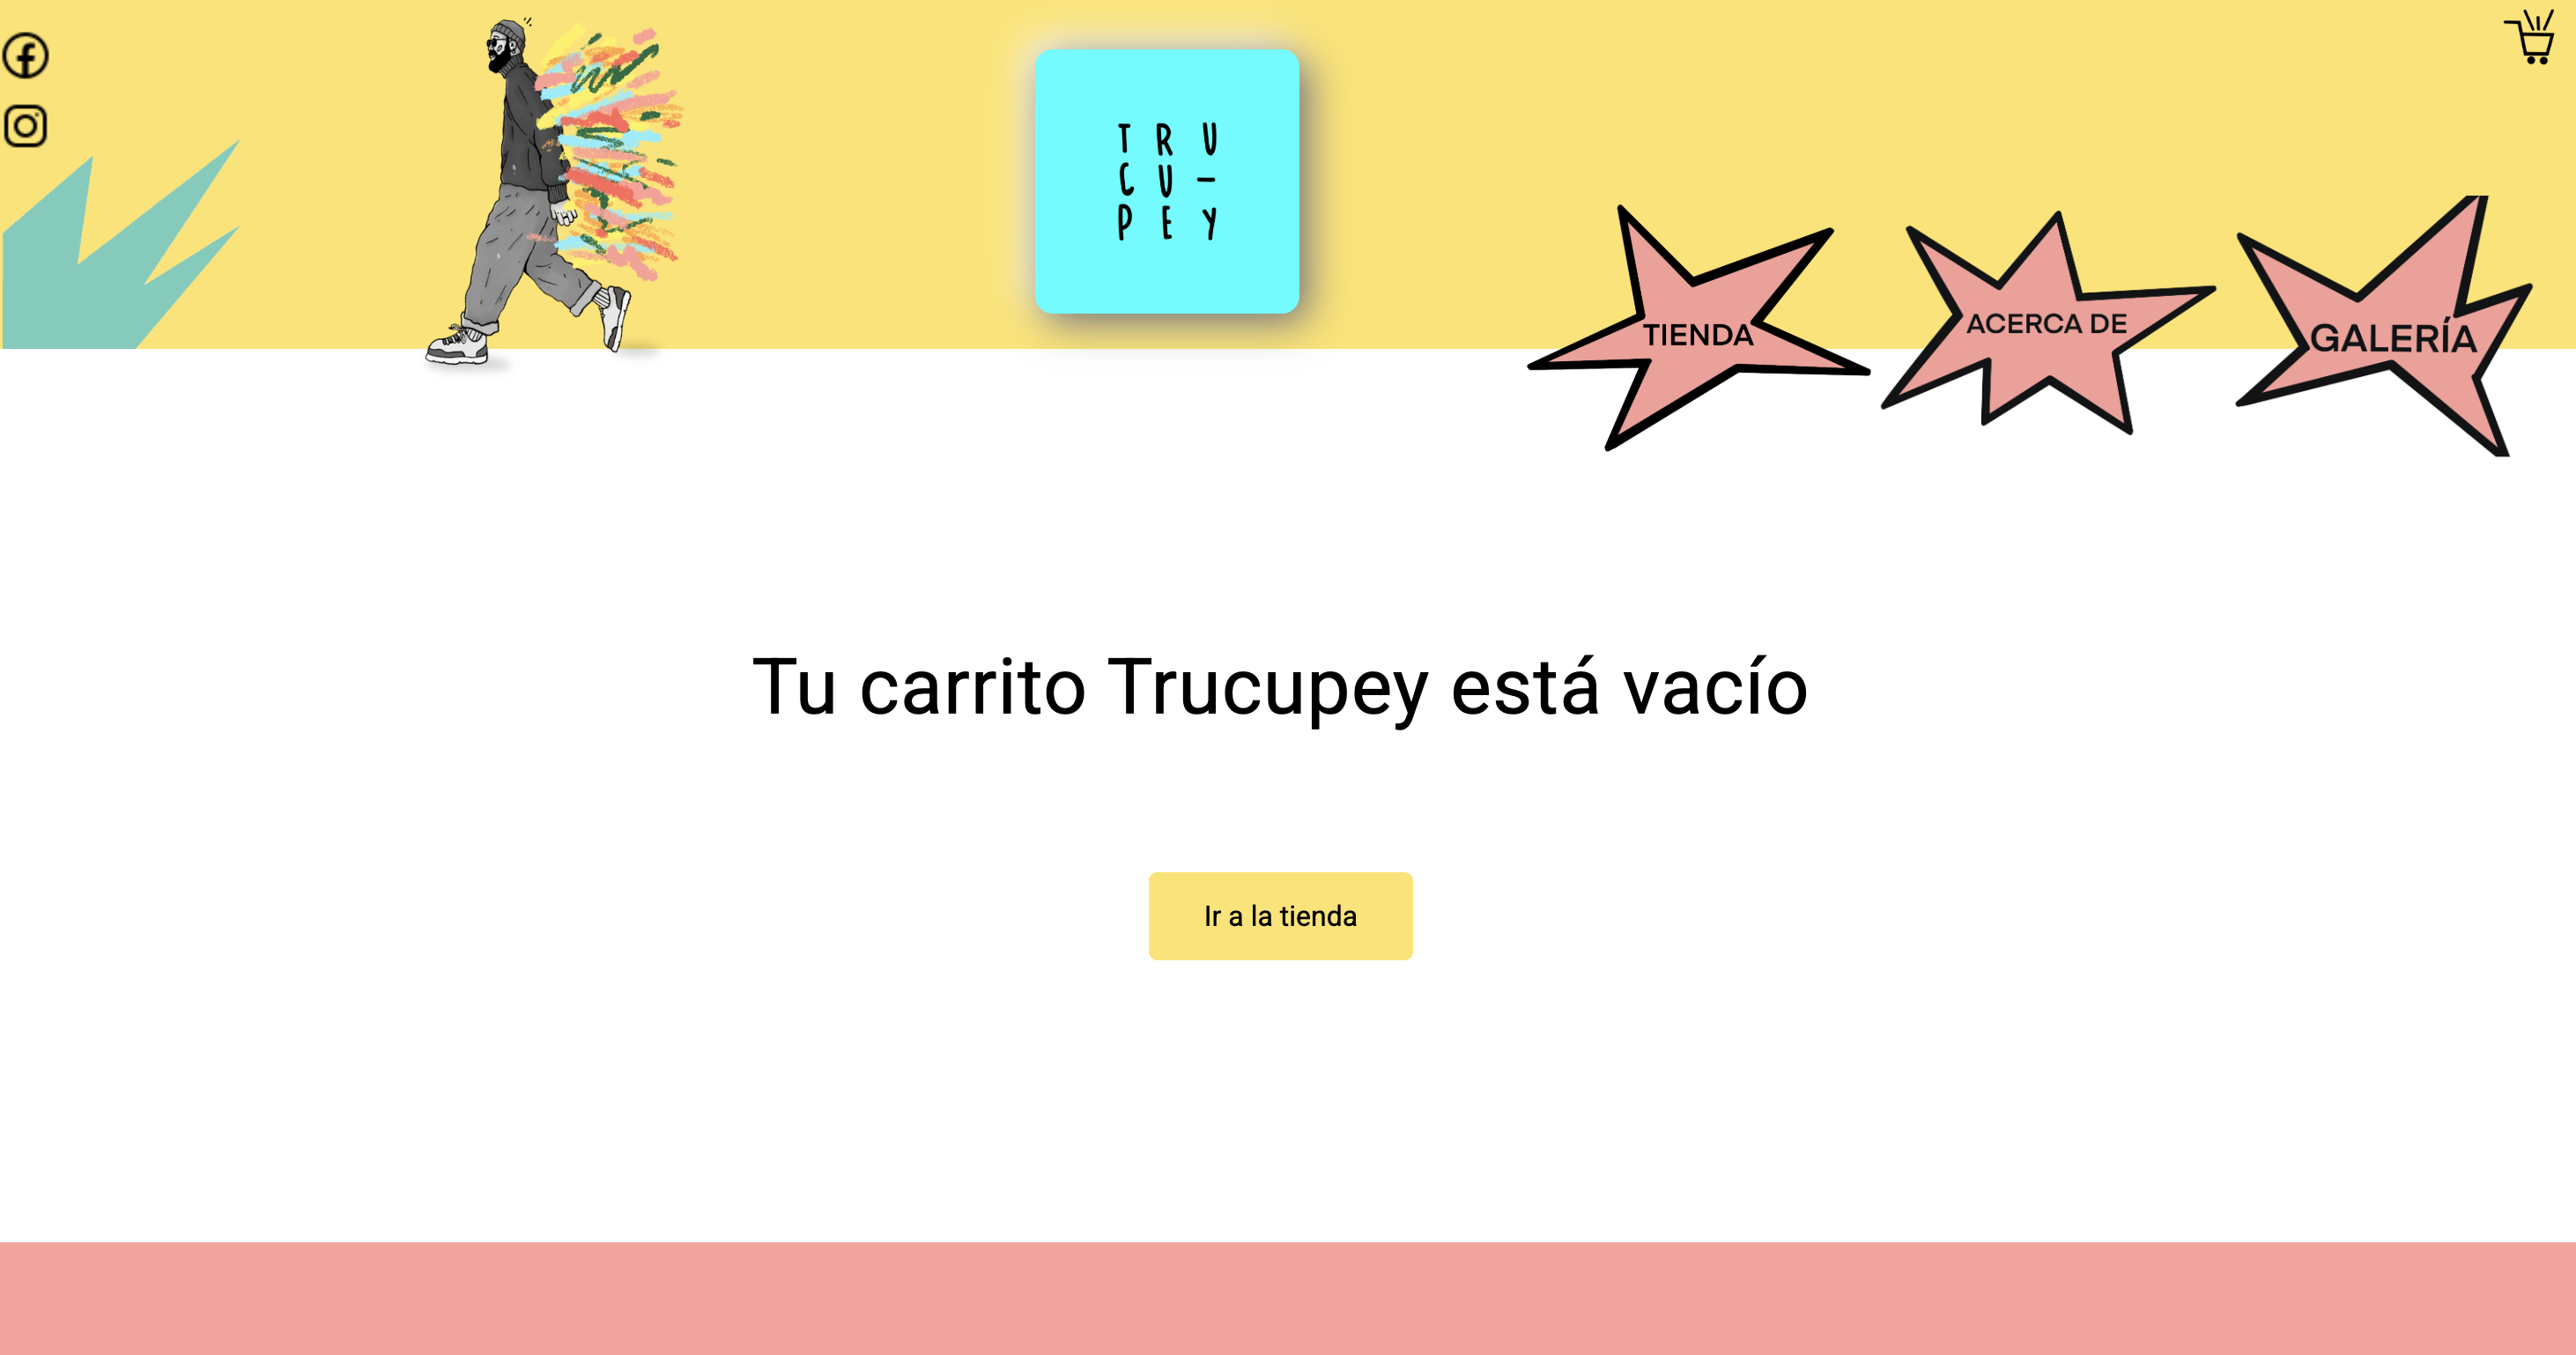 T R U
C U –
P E Y
TIENDA
ACERCA DE
GALERÍA
Tu carrito Trucupey está vacío
Ir a la tienda